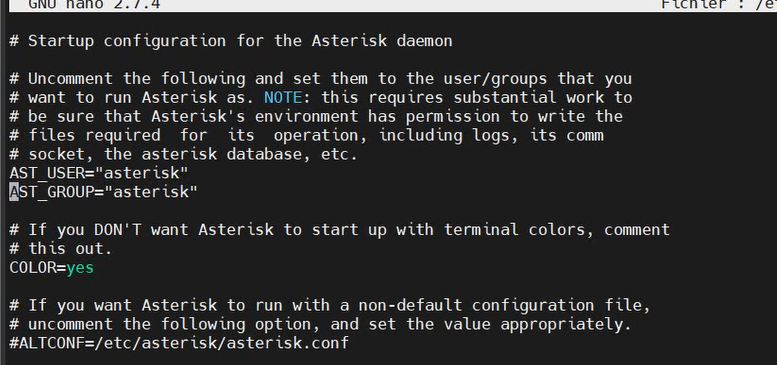 GNU nano 2.7.4 Fichier : /e
# Startup configuration for the Asterisk daemon
# Uncomment the following and set them to the user/groups that you
# want to run Asterisk as. NOTE: this requires substantial work to
# be sure that Asterisk's environment has permission to write the
# files required  for  its  operation, including logs, its comm
# socket, the asterisk database, etc.
AST_USER="asterisk"
AST_GROUP="asterisk"
# If you DON'T want Asterisk to start up with terminal colors, comment
# this out.
COLOR=yes
# If you want Asterisk to run with a non-default configuration file,
# uncomment the following option, and set the value appropriately.
#ALTCONF=/etc/asterisk/asterisk.conf